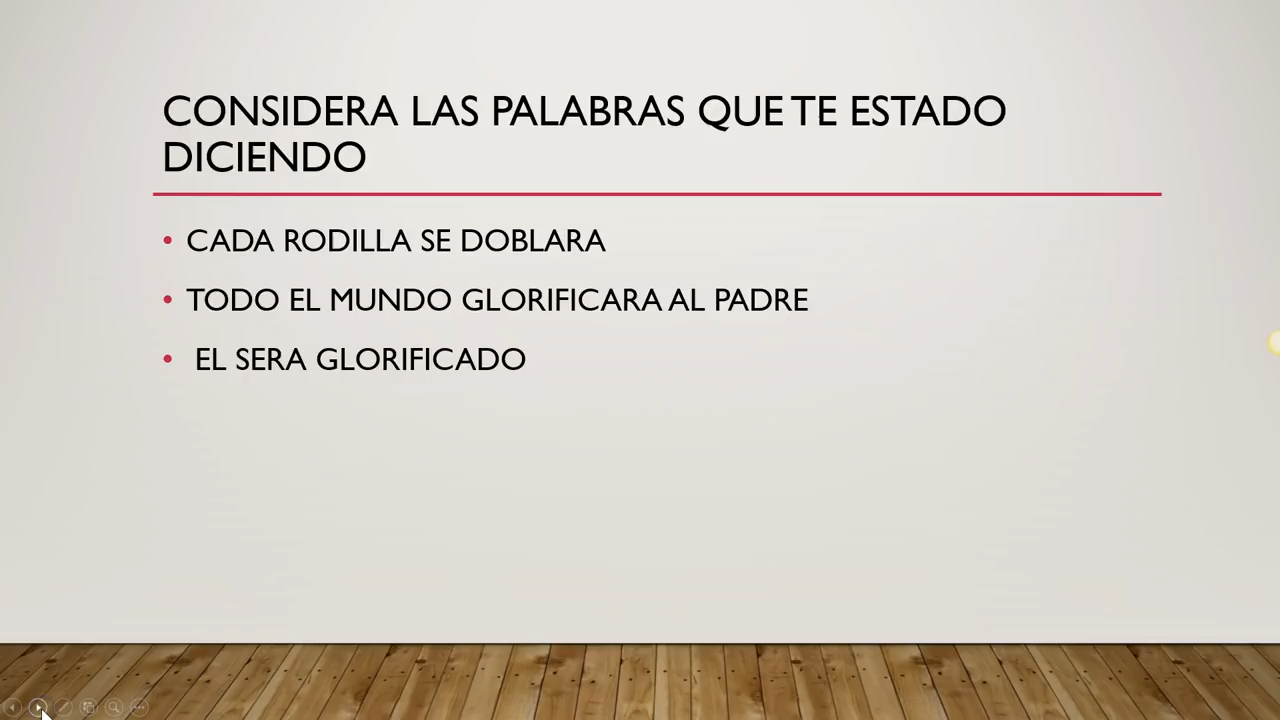 CONSIDERA LAS PALABRAS QUE TE ESTADO
DICIENDO
• CADA RODILLA SE DOBLARA
• TODO EL MUNDO GLORIFICARA AL PADRE
• EL SERA GLORIFICADO